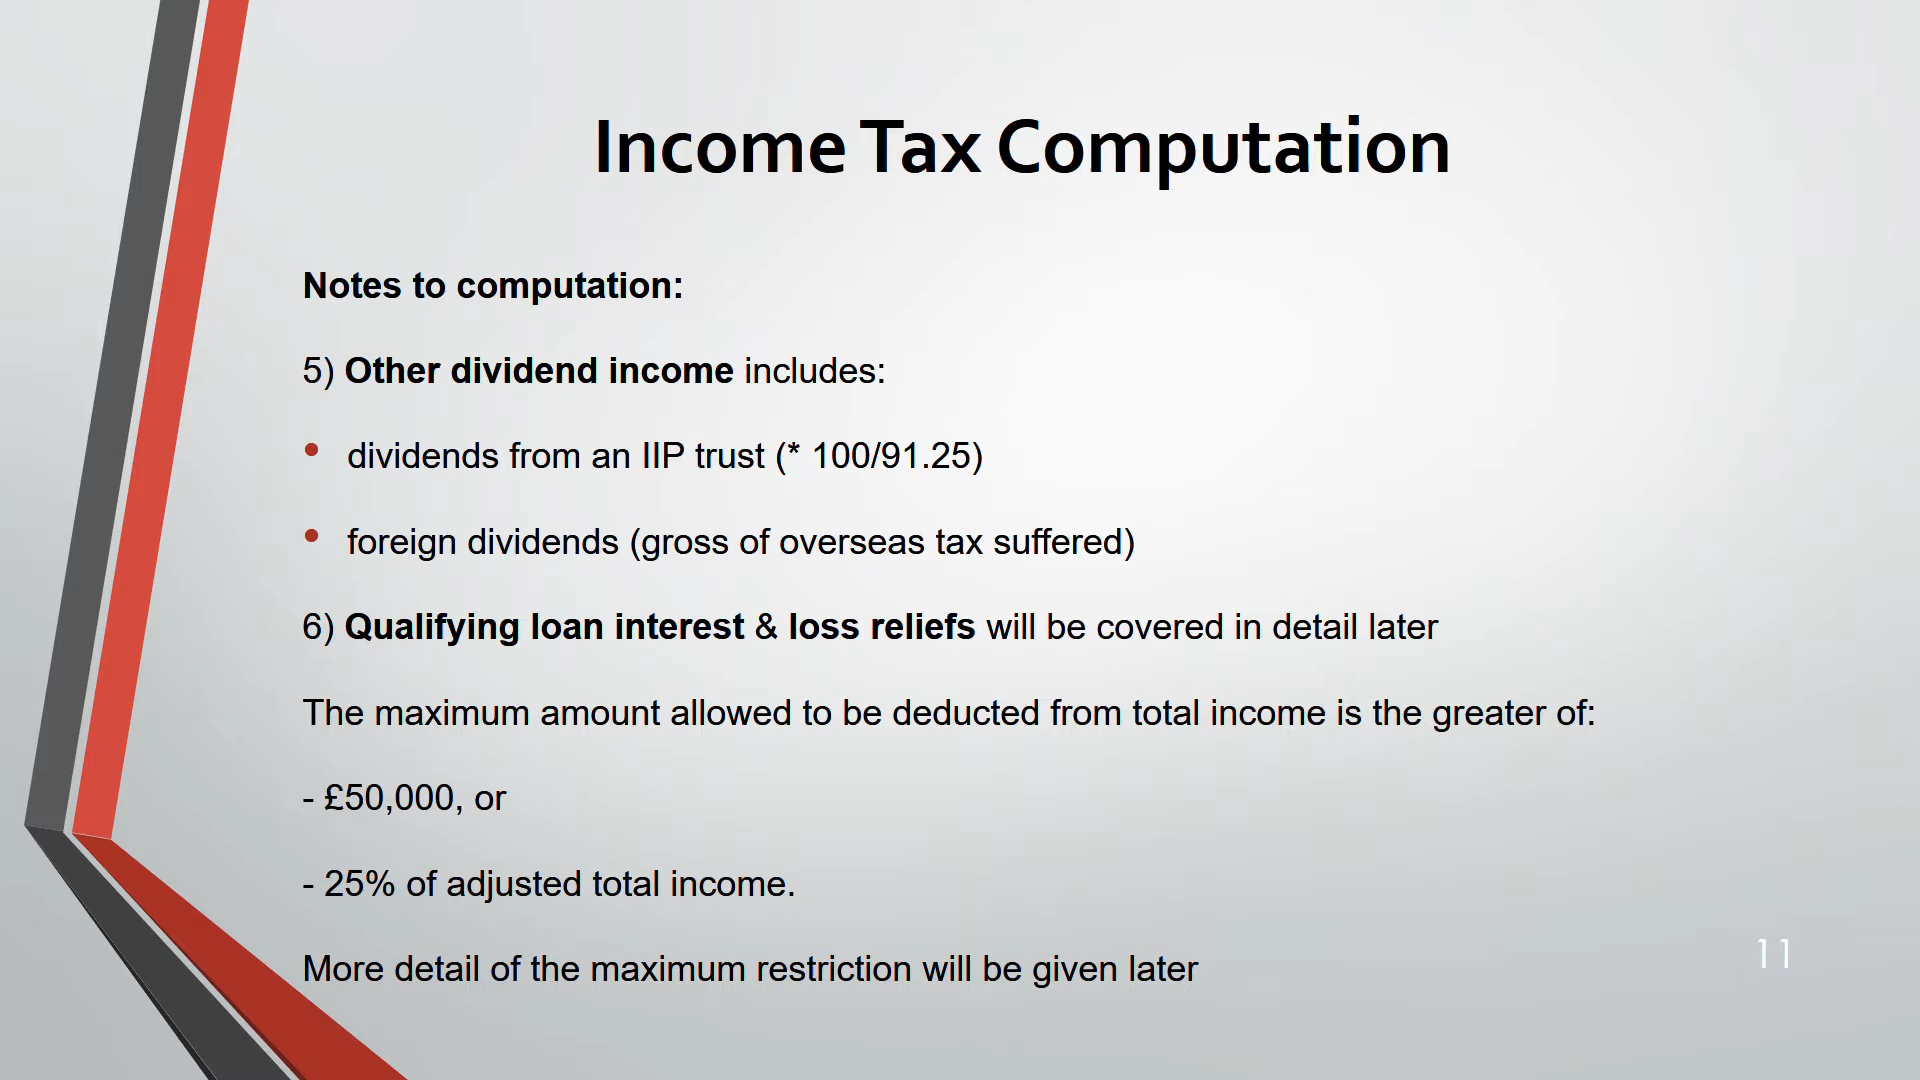 Income Tax Computation
Notes to computation:
5) Other dividend income includes:
• dividends from an IIP trust (* 100/91.25)
• foreign dividends (gross of overseas tax suffered)
6) Qualifying loan interest & loss reliefs will be covered in detail later
The maximum amount allowed to be deducted from total income is the greater of:
- £50,000, or
- 25% of adjusted total income.
More detail of the maximum restriction will be given later
11